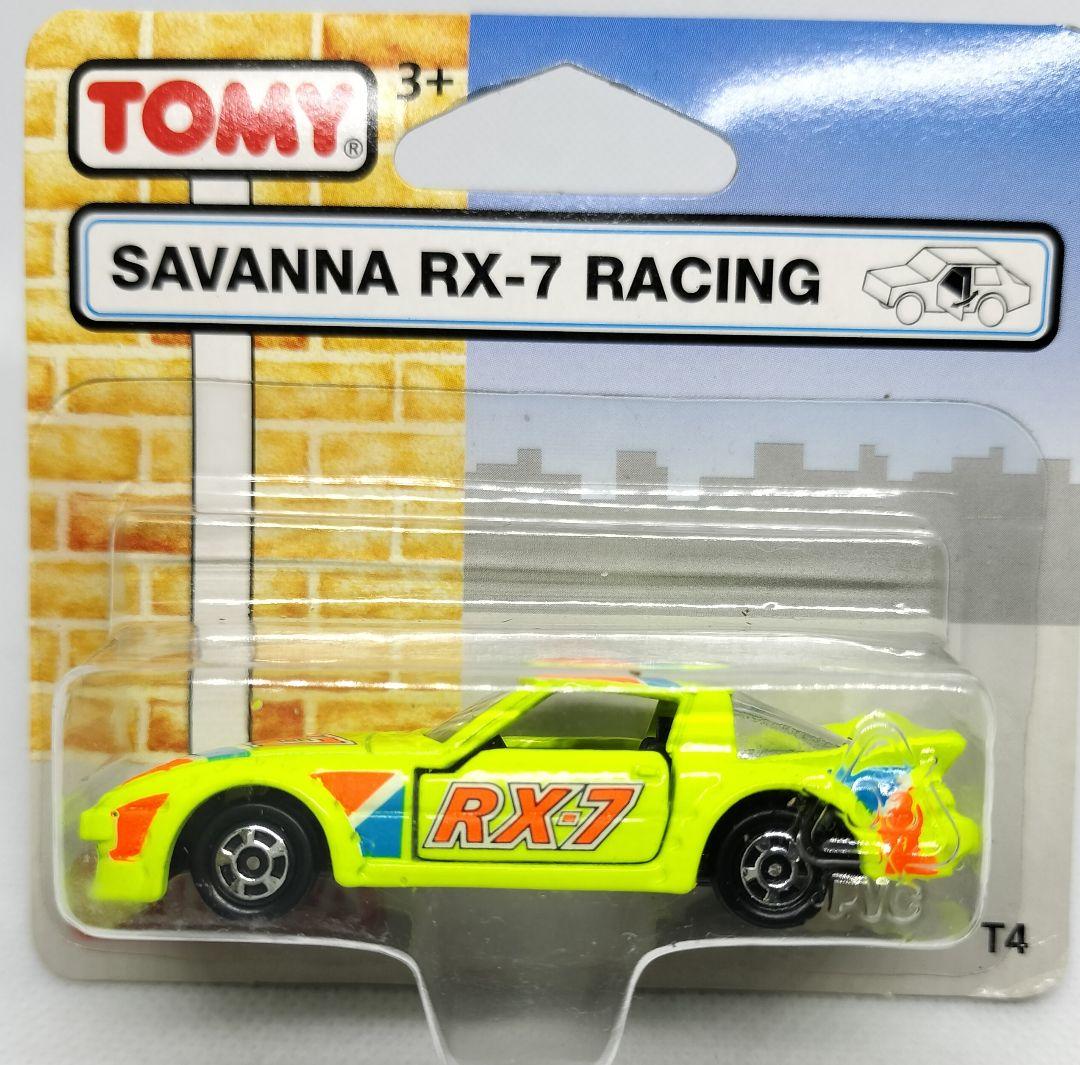 TOMY®
3+
SAVANNA RX-7 RACING
RX-7
PVC
T4